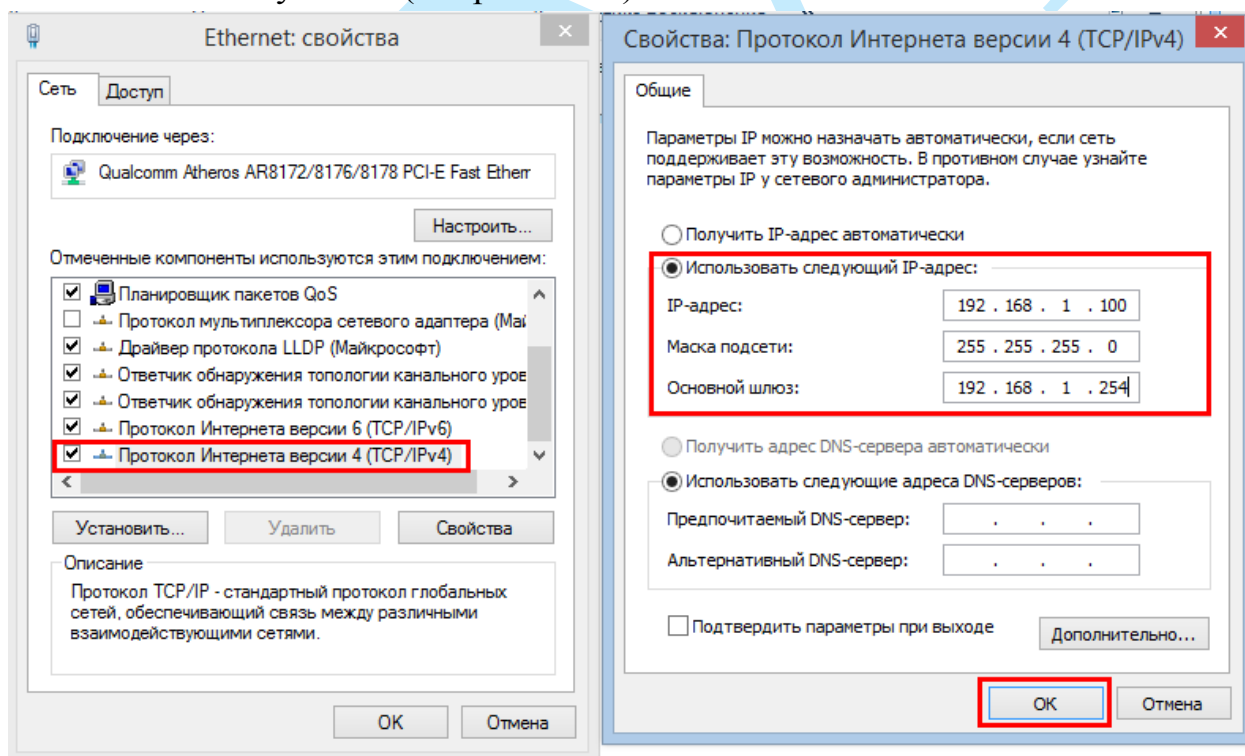 Ethernet: свойства
Сеть
Доступ
Подключение через:
Qualcomm Atheros AR8172/8176/8178 PCI-E Fast Ethern
Настроить...
Отмеченные компоненты используются этим подключением:
Планировщик пакетов QoS
Протокол мультиплексора сетевого адаптера (Май
Драйвер протокола LLDP (Майкрософт)
Ответчик обнаружения топологии канального уров
Ответчик обнаружения топологии канального уров
Протокол Интернета версии 6 (TCP/IPv6)
Протокол Интернета версии 4 (TCP/IPv4)
Установить...
Удалить
Свойства
Описание
Протокол TCP/IP - стандартный протокол глобальных
сетей, обеспечивающий связь между различными
взаимодействующими сетями.
OK
Отмена
Свойства: Протокол Интернета версии 4 (TCP/IPv4)
Общие
Параметры IP можно назначать автоматически, если сеть
поддерживает эту возможность. В противном случае узнайте
параметры IP у сетевого администратора.
Получить IP-адрес автоматически
Использовать следующий IP-адрес:
IP-адрес:
192 . 168 . 1 . 100
Маска подсети:
255 . 255 . 255 . 0
Основной шлюз:
192 . 168 . 1 . 254
Получить адрес DNS-сервера автоматически
Использовать следующие адреса DNS-серверов:
Предпочитаемый DNS-сервер:
. . .
Альтернативный DNS-сервер:
. . .
Подтвердить параметры при выходе
Дополнительно...
OK
Отмена